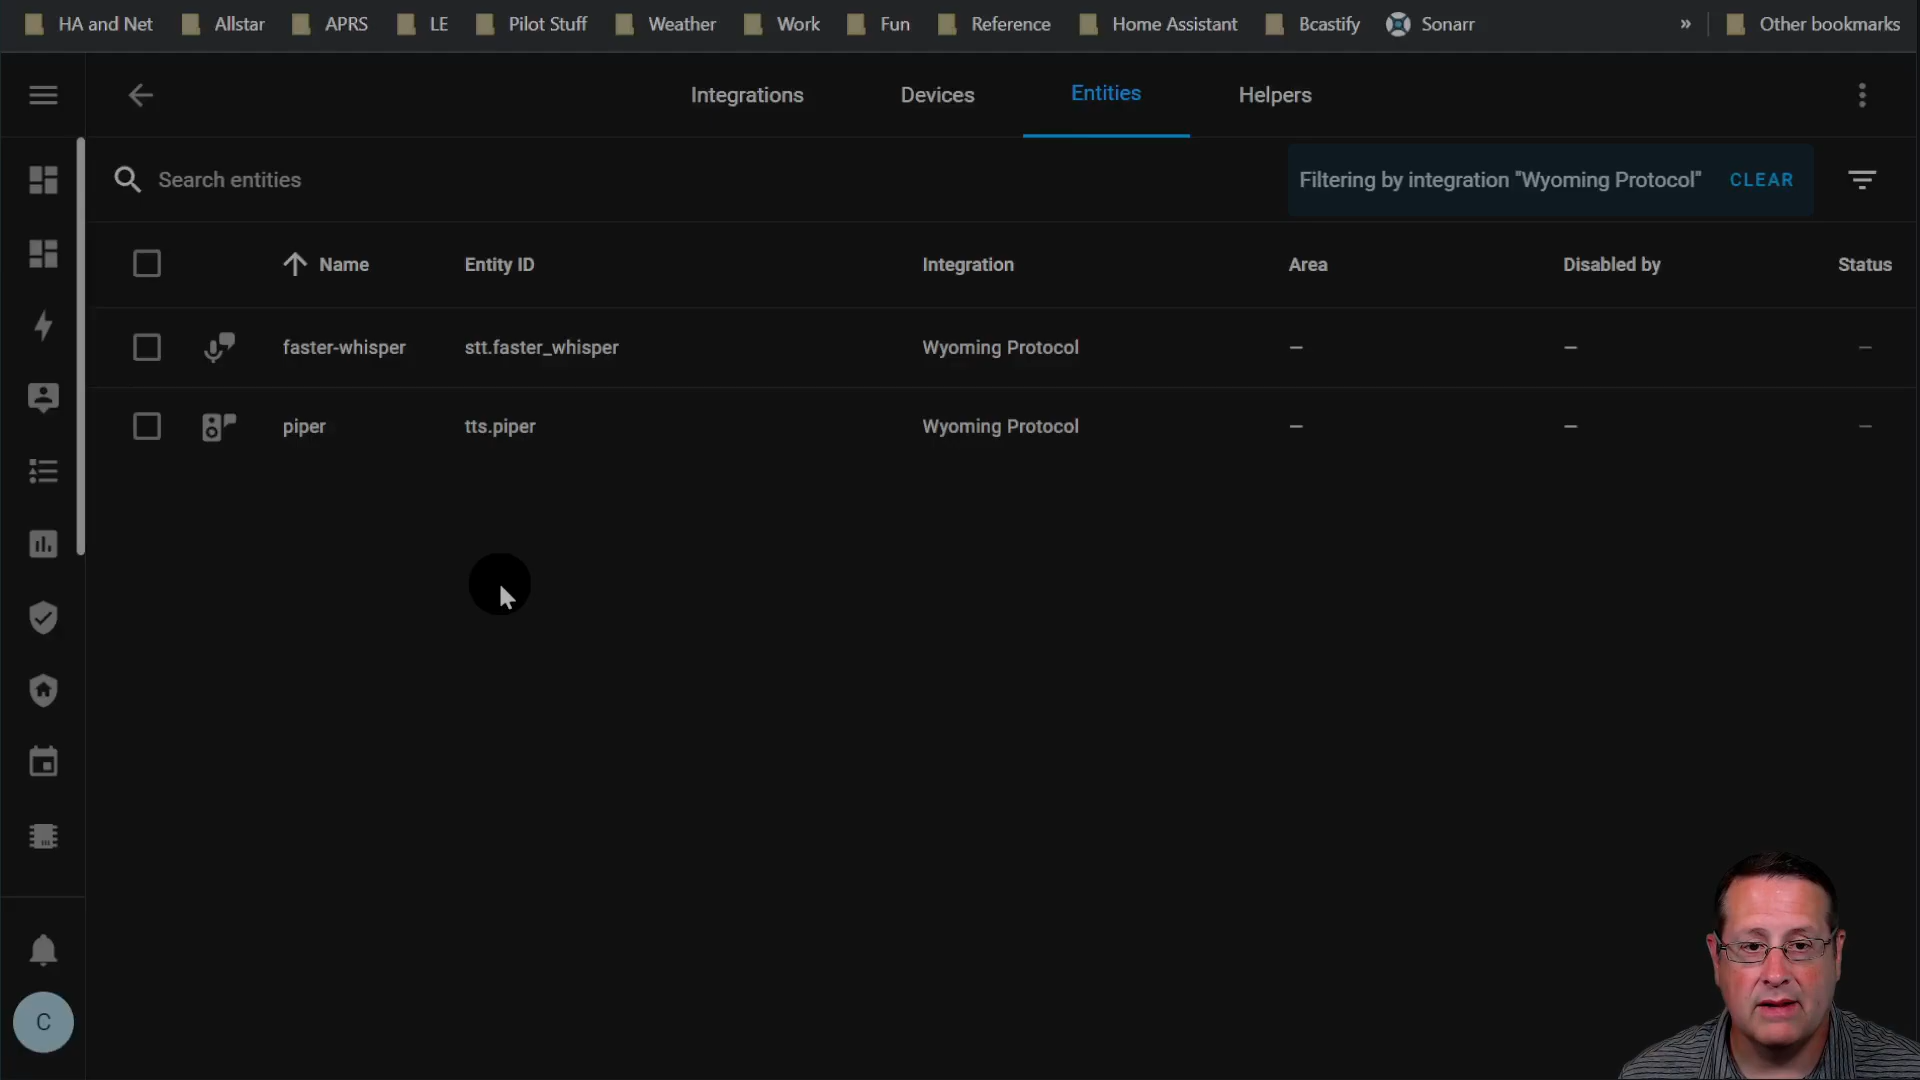 HA and Net Allstar APRS LE Pilot Stuff Weather Work Fun Reference Home Assistant Bcastify Sonarr » Other bookmarks
Integrations Devices Entities Helpers
Search entities Filtering by integration "Wyoming Protocol" CLEAR
Name Entity ID Integration Area Disabled by Status
faster-whisper stt.faster_whisper Wyoming Protocol — — —
piper tts.piper Wyoming Protocol — — —
C